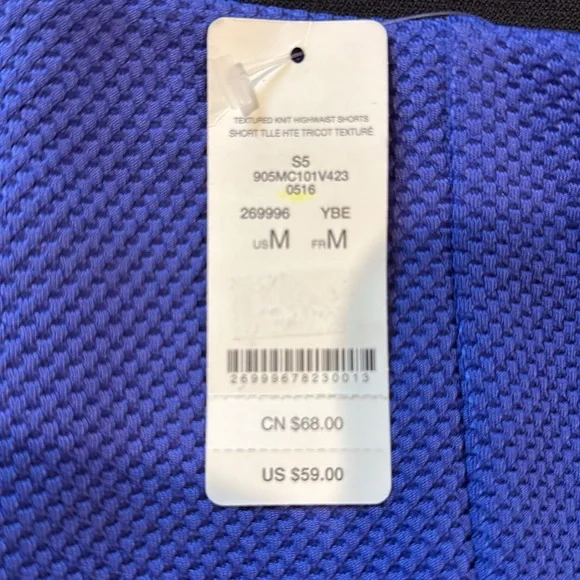 TEXTURED KNIT HIGHWAIST SHORTS
SHORT TLLE HTE TRICOT TEXTURÉ
S5
905MC101V423
0516
269996 YBE
US M FR M
26999678230013
CN $68.00
US $59.00